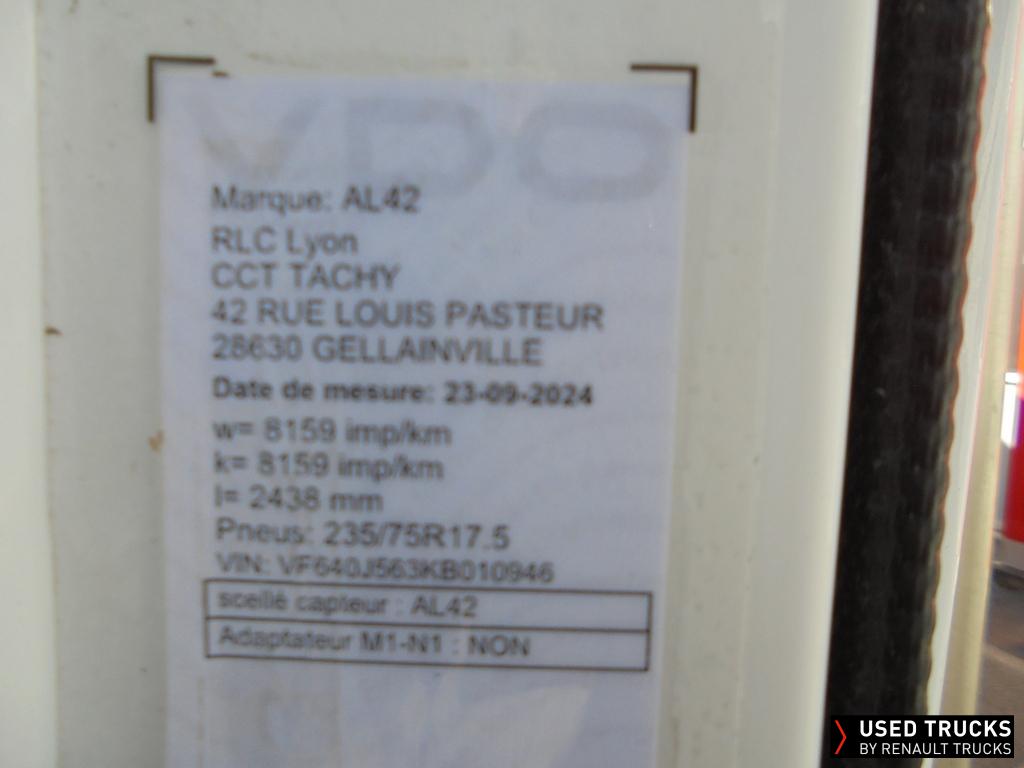 VDO
Marque: AL42
RLC Lyon
CCT TACHY
42 RUE LOUIS PASTEUR
28630 GELLAINVILLE
Date de mesure: 23-09-2024
w= 8159 imp/km
k= 8159 imp/km
l= 2438 mm
Pneus: 235/75R17.5
VIN: VF640J563KB010946
scellé capteur : AL42
Adaptateur M1-N1 : NON
USED TRUCKS
BY RENAULT TRUCKS